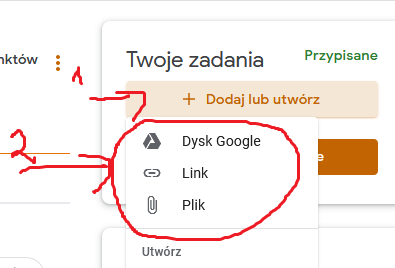 nktów
Twoje zadania
Przypisane
1
+ Dodaj lub utwórz
2
Dysk Google
Link
Plik
e
Utwórz